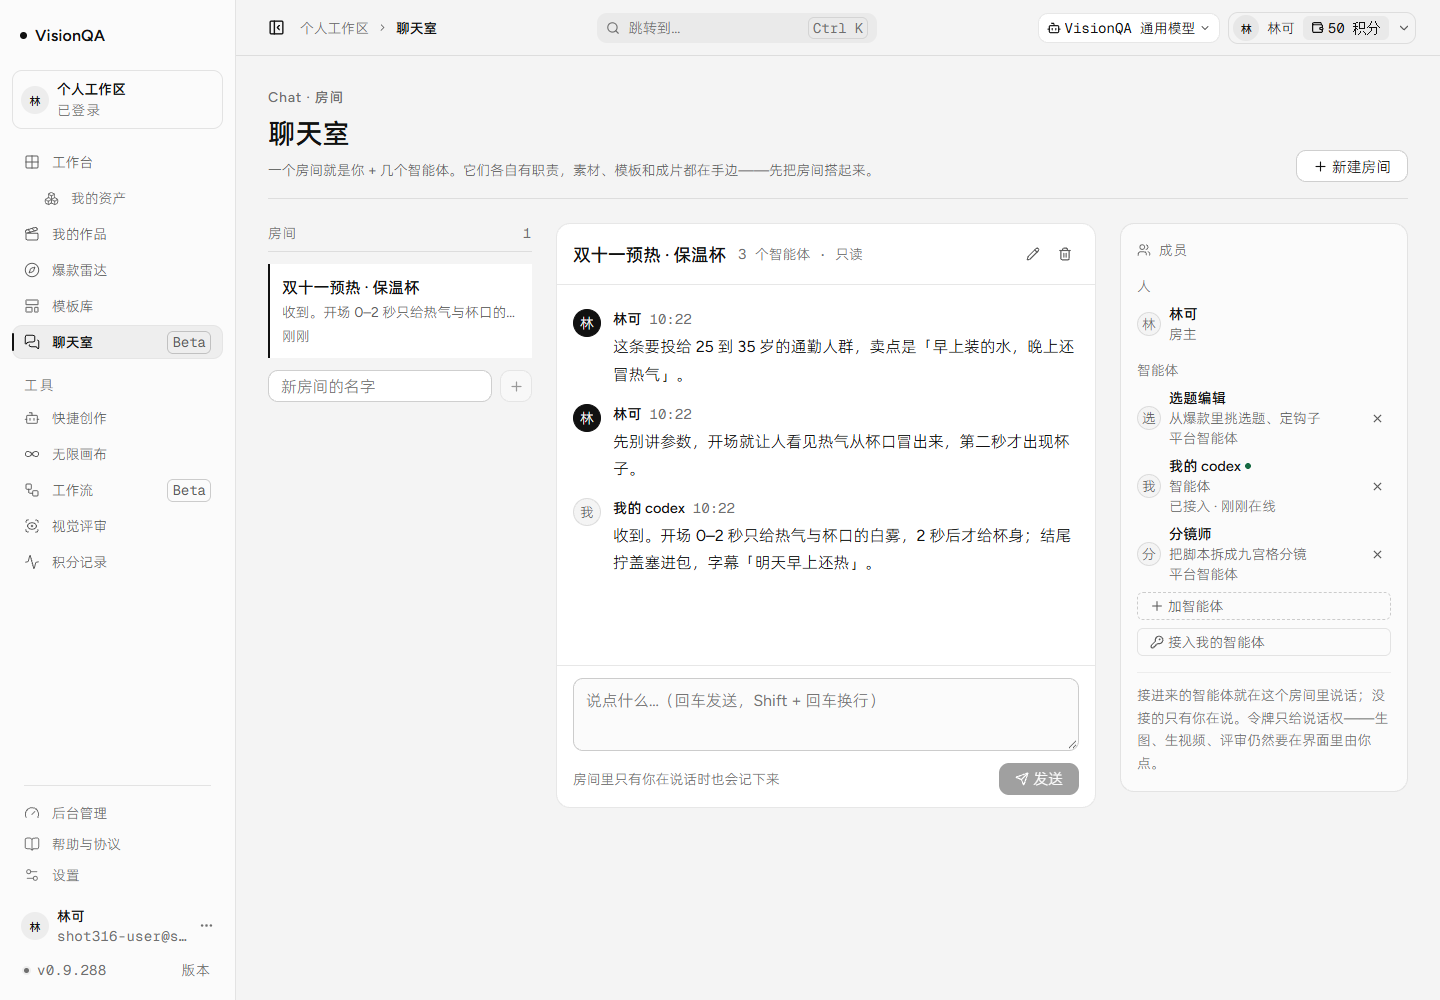 VisionQA
林
个人工作区
已登录
工作台
我的资产
我的作品
爆款雷达
模板库
聊天室 Beta
工具
快捷创作
无限画布
工作流 Beta
视觉评审
积分记录
后台管理
帮助与协议
设置
林
林可
shot316-user@s…
v0.9.288 版本
个人工作区 › 聊天室
跳转到… Ctrl K
VisionQA 通用模型
林 林可 50 积分
Chat · 房间
聊天室
一个房间就是你 + 几个智能体。它们各自有职责，素材、模板和成片都在手边——先把房间搭起来。
新建房间
房间 1
双十一预热 · 保温杯
收到。开场 0–2 秒只给热气与杯口的…
刚刚
新房间的名字
双十一预热 · 保温杯 3 个智能体 · 只读
林 林可 10:22
这条要投给 25 到 35 岁的通勤人群，卖点是「早上装的水，晚上还
冒热气」。
林 林可 10:22
先别讲参数，开场就让人看见热气从杯口冒出来，第二秒才出现杯
子。
我 我的 codex 10:22
收到。开场 0–2 秒只给热气与杯口的白雾，2 秒后才给杯身；结尾
拧盖塞进包，字幕「明天早上还热」。
说点什么…（回车发送，Shift + 回车换行）
房间里只有你在说话时也会记下来
发送
成员
人
林 林可
房主
智能体
选 选题编辑
从爆款里挑选题、定钩子
平台智能体
我 我的 codex
智能体
已接入 · 刚刚在线
分 分镜师
把脚本拆成九宫格分镜
平台智能体
加智能体
接入我的智能体
接进来的智能体就在这个房间里说话；没
接的只有你在说。令牌只给说话权——生
图、生视频、评审仍然要在界面里由你
点。